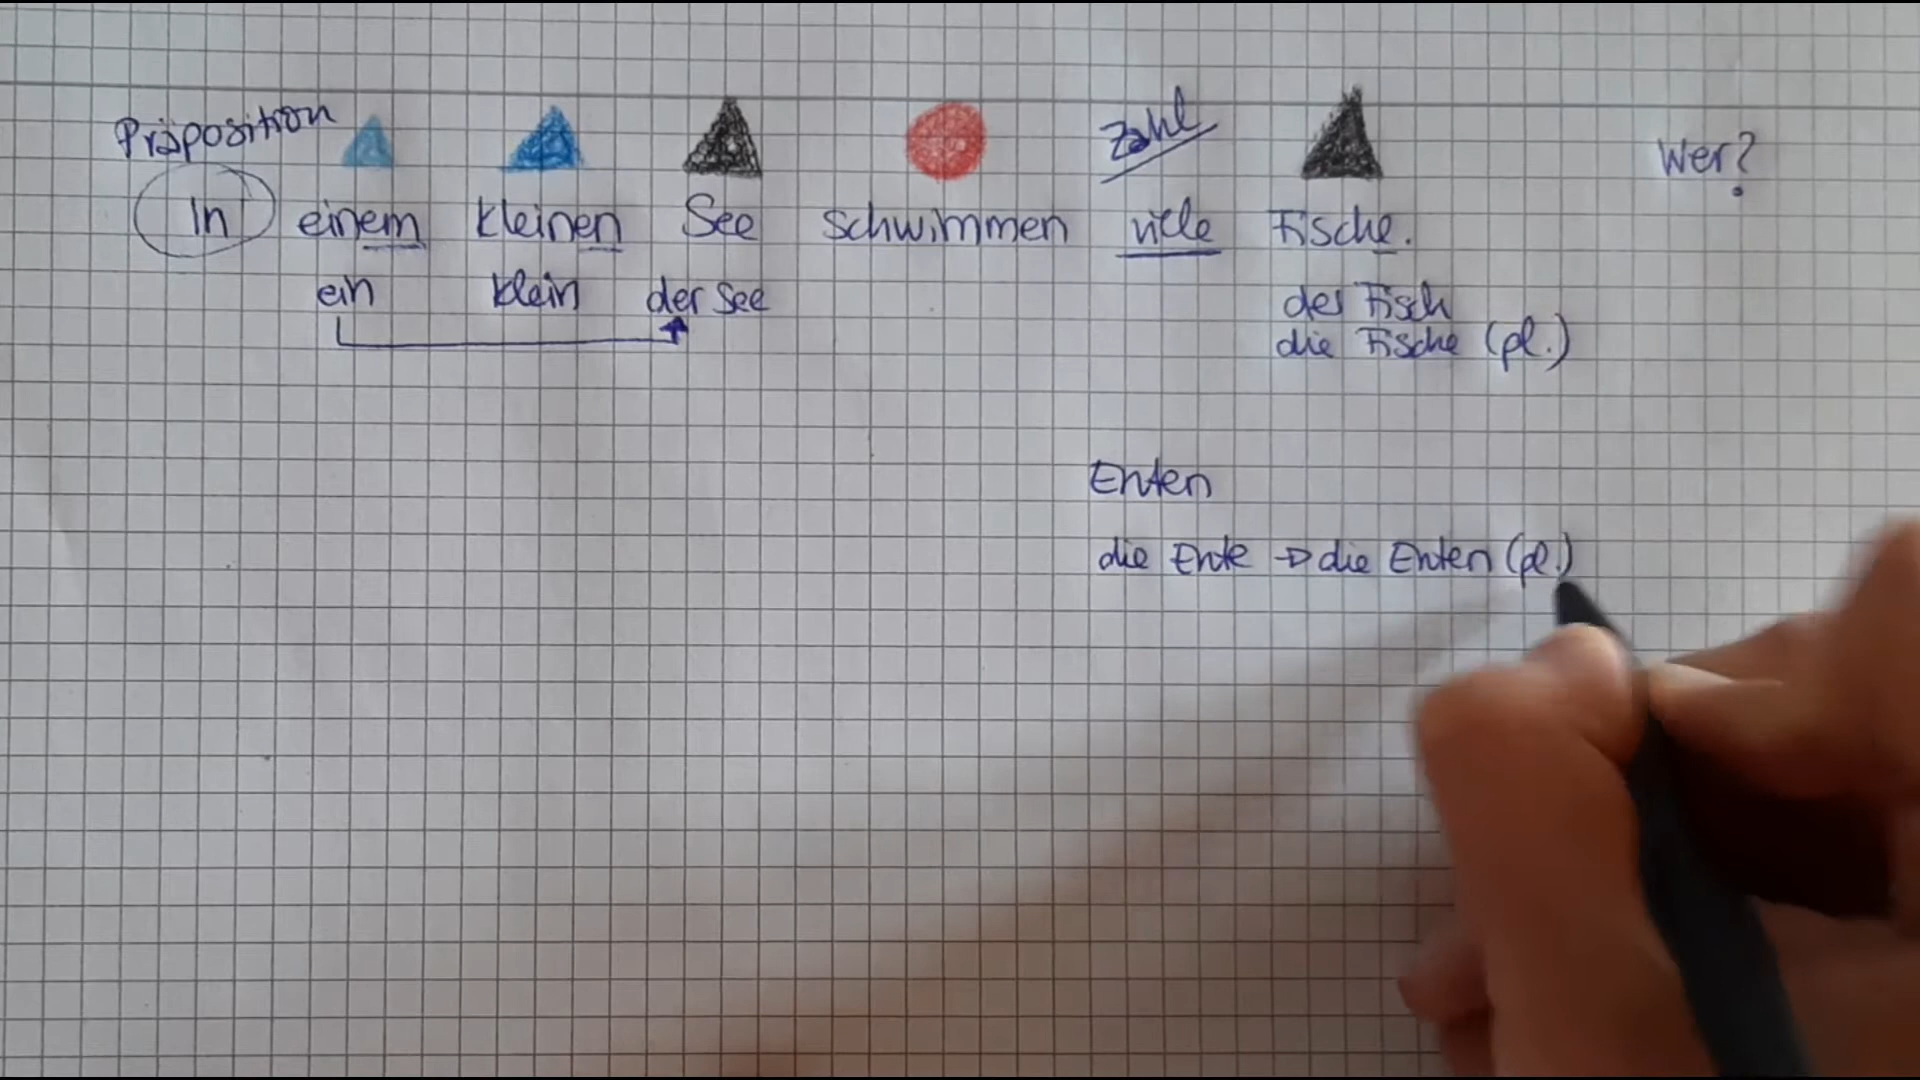 Präposition
Zahl
Wer?
In einem kleinen See schwimmen viele Fische.
ein klein der See
der Fisch
die Fische (pl.)
Enten
die Ente → die Enten (pl.)